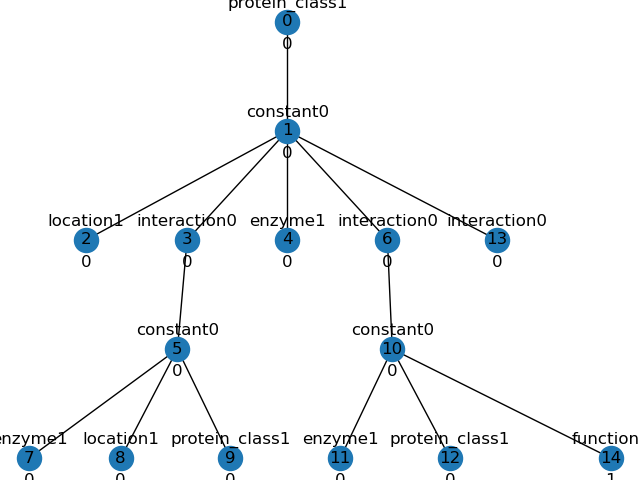 protein_class1
0
0
constant0
1
0
location1 interaction0 enzyme1 interaction0 interaction0
2 3 4 6 13
0 0 0 0 0
constant0 constant0
5 10
0 0
enzyme1 location1 protein_class1 enzyme1 protein_class1 function
7 8 9 11 12 14
0 0 0 0 0 1